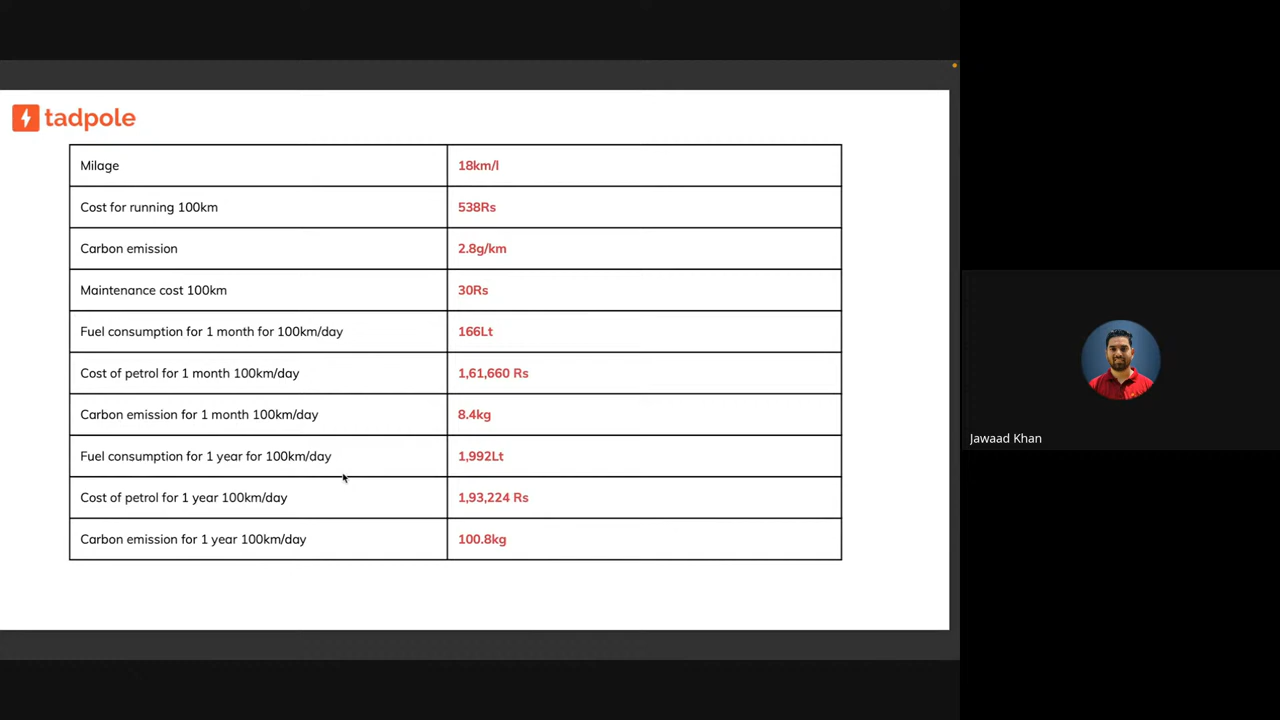 tadpole
Milage 18km/l
Cost for running 100km 538Rs
Carbon emission 2.8g/km
Maintenance cost 100km 30Rs
Fuel consumption for 1 month for 100km/day 166Lt
Cost of petrol for 1 month 100km/day 1,61,660 Rs
Carbon emission for 1 month 100km/day 8.4kg
Fuel consumption for 1 year for 100km/day 1,992Lt
Cost of petrol for 1 year 100km/day 1,93,224 Rs
Carbon emission for 1 year 100km/day 100.8kg
Jawaad Khan